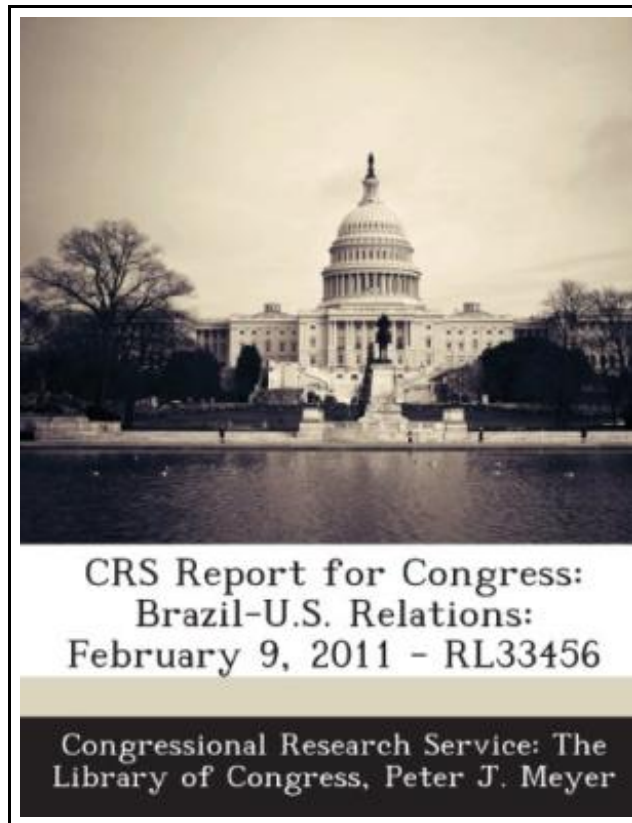 CRS Report for Congress:
Brazil-U.S. Relations:
February 9, 2011 - RL33456
Congressional Research Service: The
Library of Congress, Peter J. Meyer